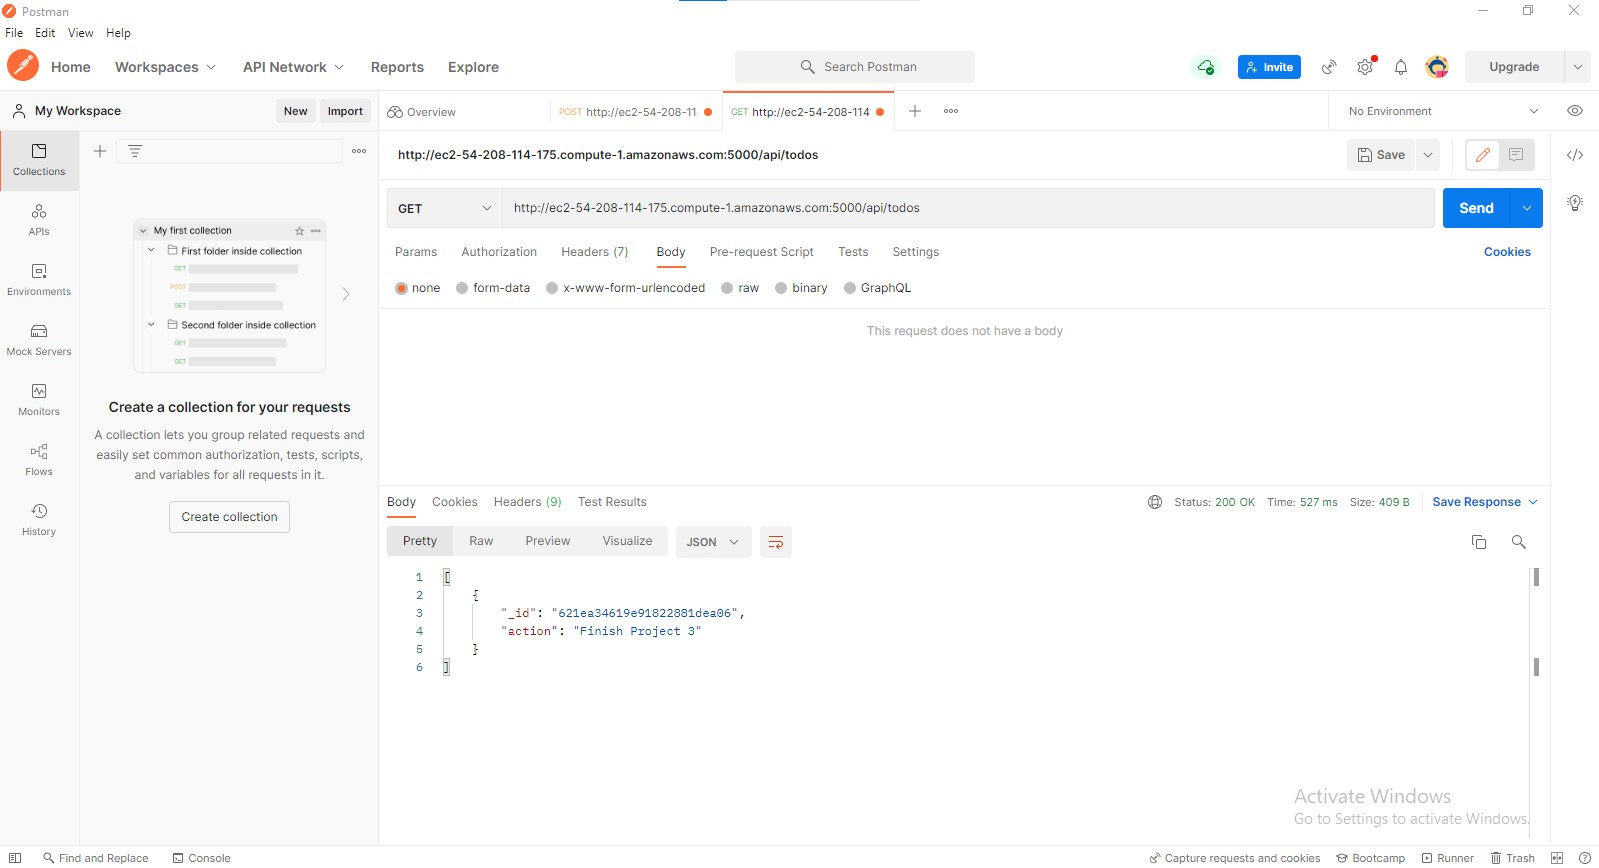 Postman
File Edit View Help
Home Workspaces API Network Reports Explore Search Postman Invite Upgrade
My Workspace New Import Overview POST http://ec2-54-208-11 GET http://ec2-54-208-114 No Environment
Collections
APIs
Environments
Mock Servers
Monitors
Flows
History
My first collection
First folder inside collection
GET
POST
GET
Second folder inside collection
GET
GET
Create a collection for your requests
A collection lets you group related requests and
easily set common authorization, tests, scripts,
and variables for all requests in it.
Create collection
http://ec2-54-208-114-175.compute-1.amazonaws.com:5000/api/todos Save
GET http://ec2-54-208-114-175.compute-1.amazonaws.com:5000/api/todos Send
Params Authorization Headers (7) Body Pre-request Script Tests Settings Cookies
none form-data x-www-form-urlencoded raw binary GraphQL
This request does not have a body
Body Cookies Headers (9) Test Results Status: 200 OK Time: 527 ms Size: 409 B Save Response
Pretty Raw Preview Visualize JSON
1 [
2 {
3 "_id": "621ea34619e91822881dea06",
4 "action": "Finish Project 3"
5 }
6 ]
Activate Windows
Go to Settings to activate Windows.
Find and Replace Console Capture requests and cookies Bootcamp Runner Trash